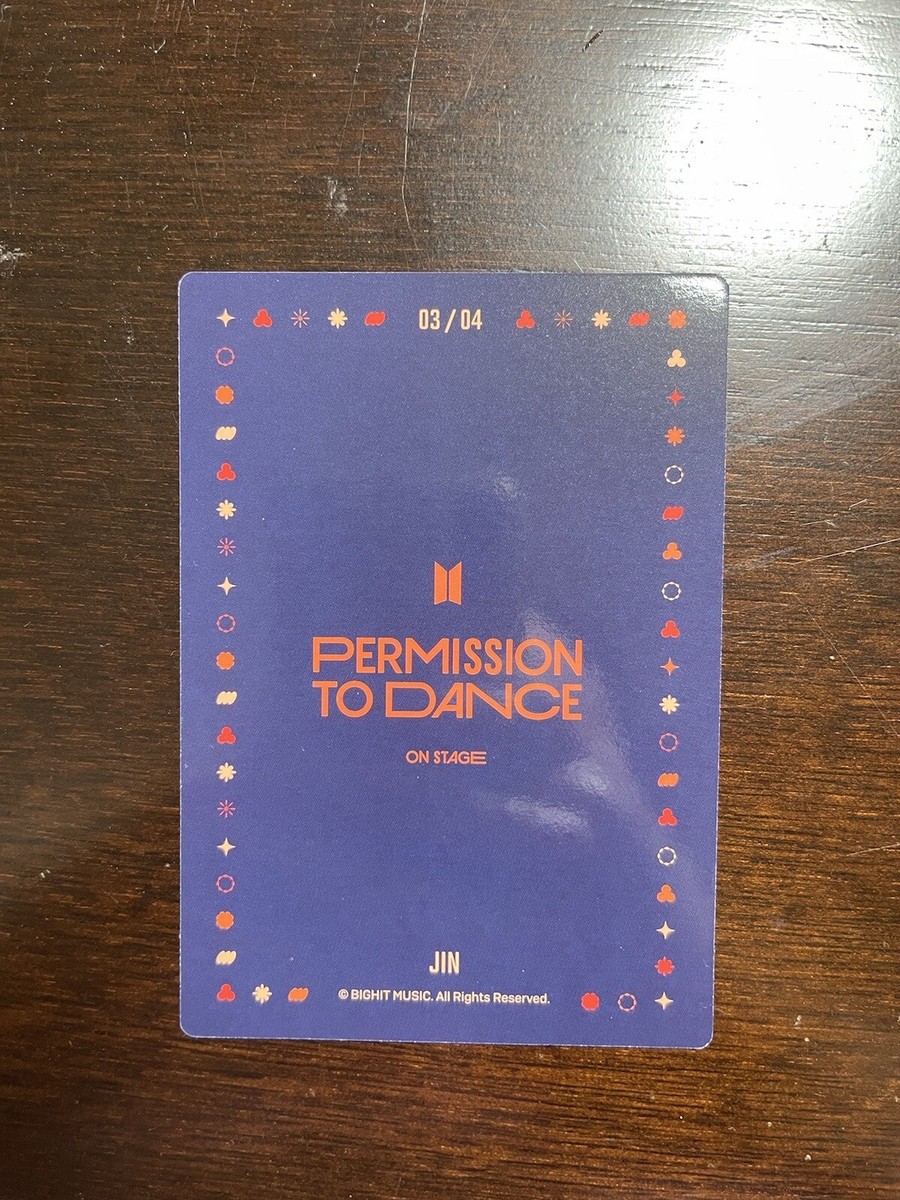 03/04
PERMISSION
TO DANCE
ON STAGE
JIN
© BIGHIT MUSIC. All Rights Reserved.